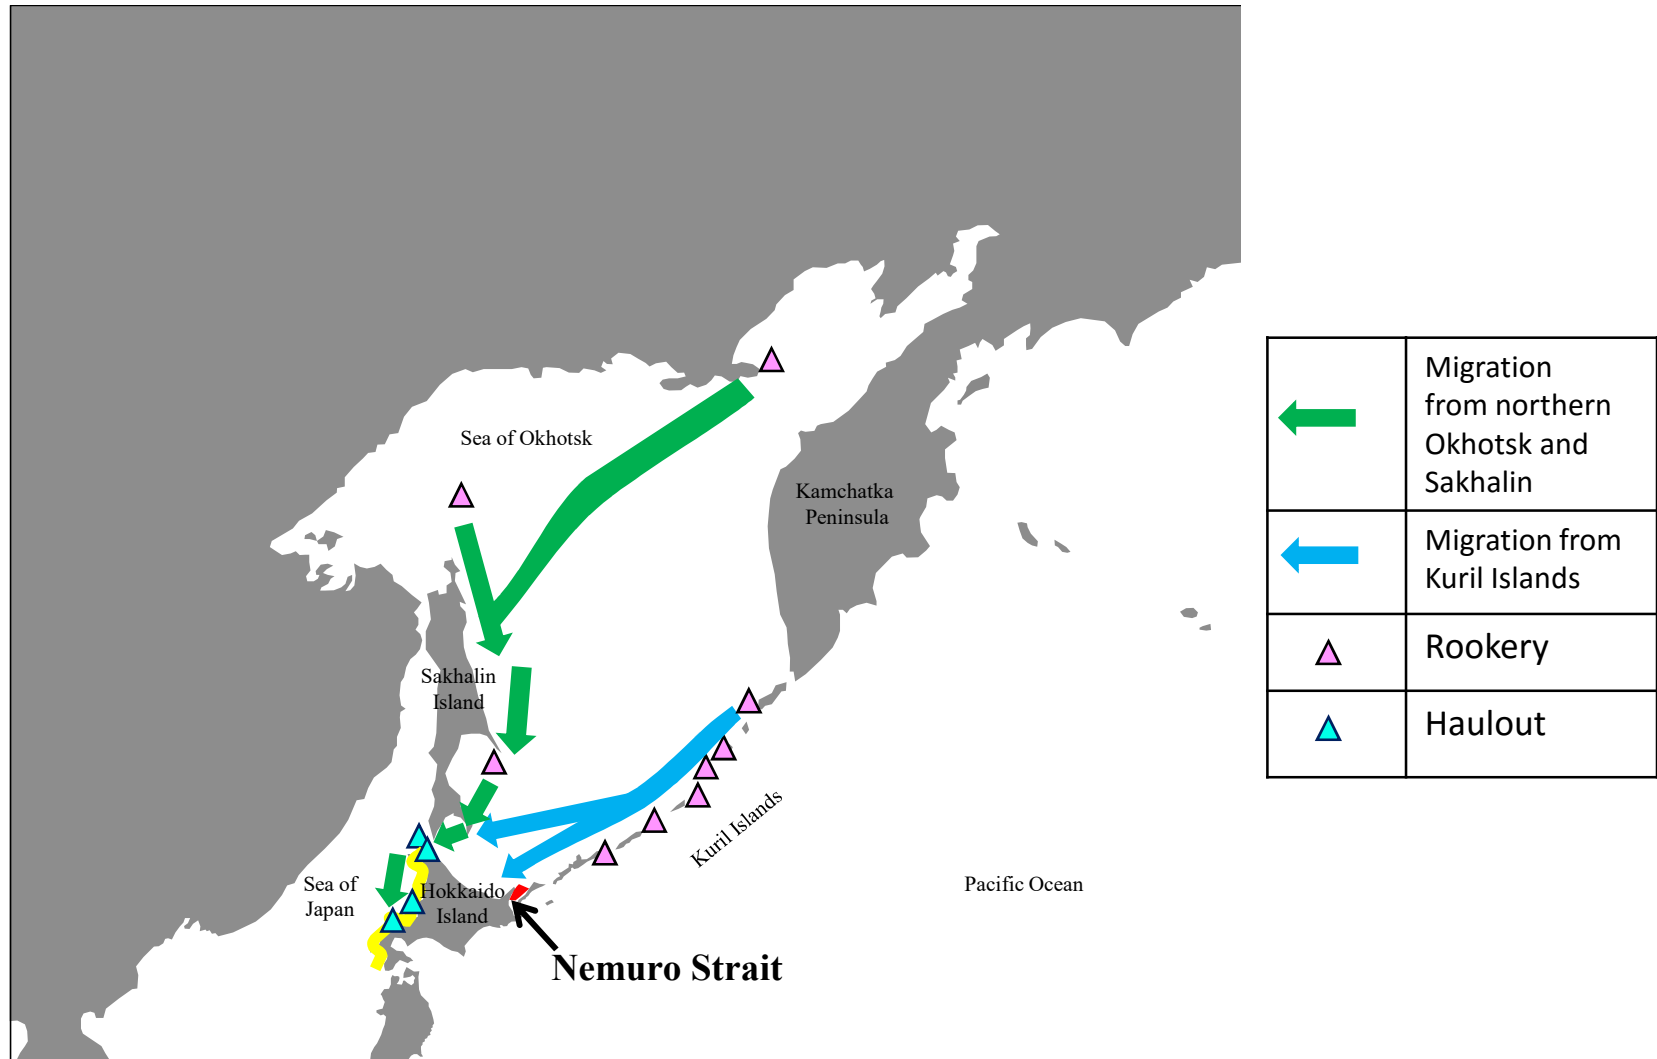 Sea of Okhotsk
Kamchatka
Peninsula
Sakhalin
Island
Kuril Islands
Sea of
Japan
Hokkaido
Island
Pacific Ocean
Nemuro Strait
Migration
from northern
Okhotsk and
Sakhalin
Migration from
Kuril Islands
Rookery
Haulout